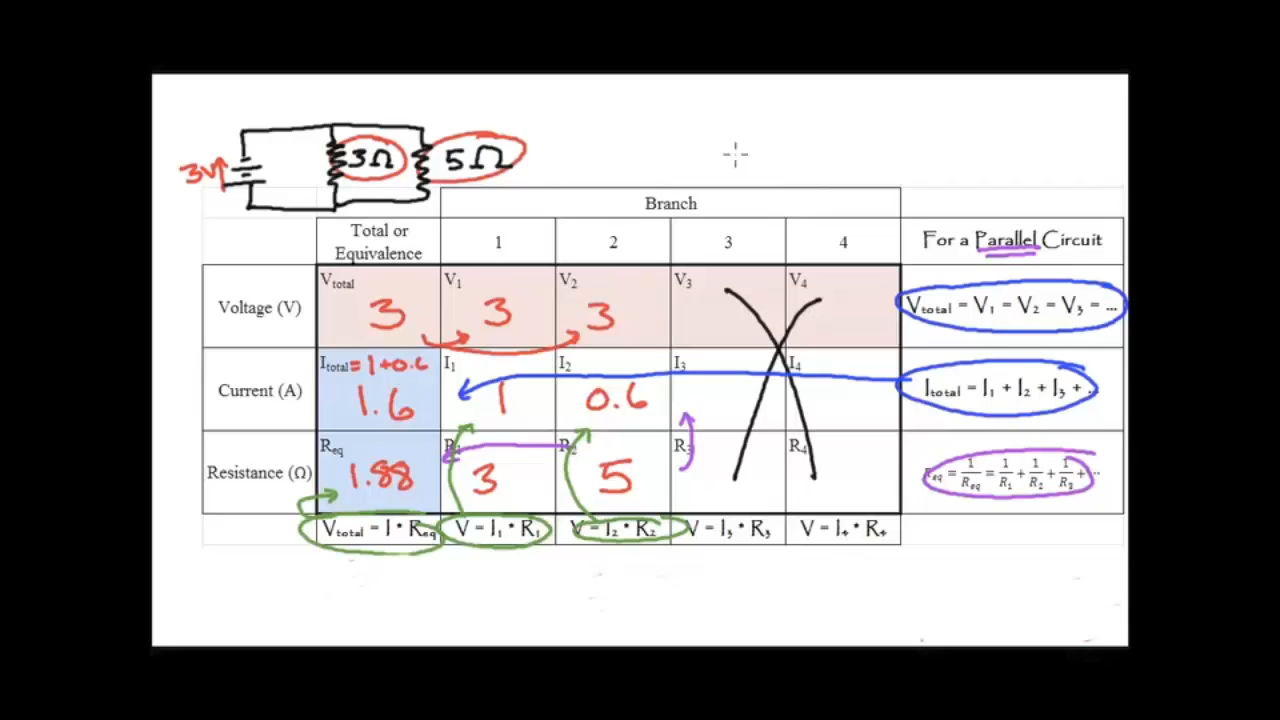 3V
3Ω
5Ω
Branch
Total or
Equivalence
1
2
3
4
For a Parallel Circuit
Voltage (V)
Vtotal
3
V1
3
V2
3
V3
V4
Vtotal = V1 = V2 = V3 = ...
Current (A)
Itotal = 1+0.6
1.6
I1
1
I2
0.6
I3
I4
Itotal = I1 + I2 + I3 + ..
Resistance (Ω)
Req
1.88
3
R2
5
R3
R4
Req = 1/Req = 1/R1 + 1/R2 + 1/R3 + ...
Vtotal = I * Req
V = I1 * R1
V = I2 * R2
V = I3 * R3
V = I4 * R4